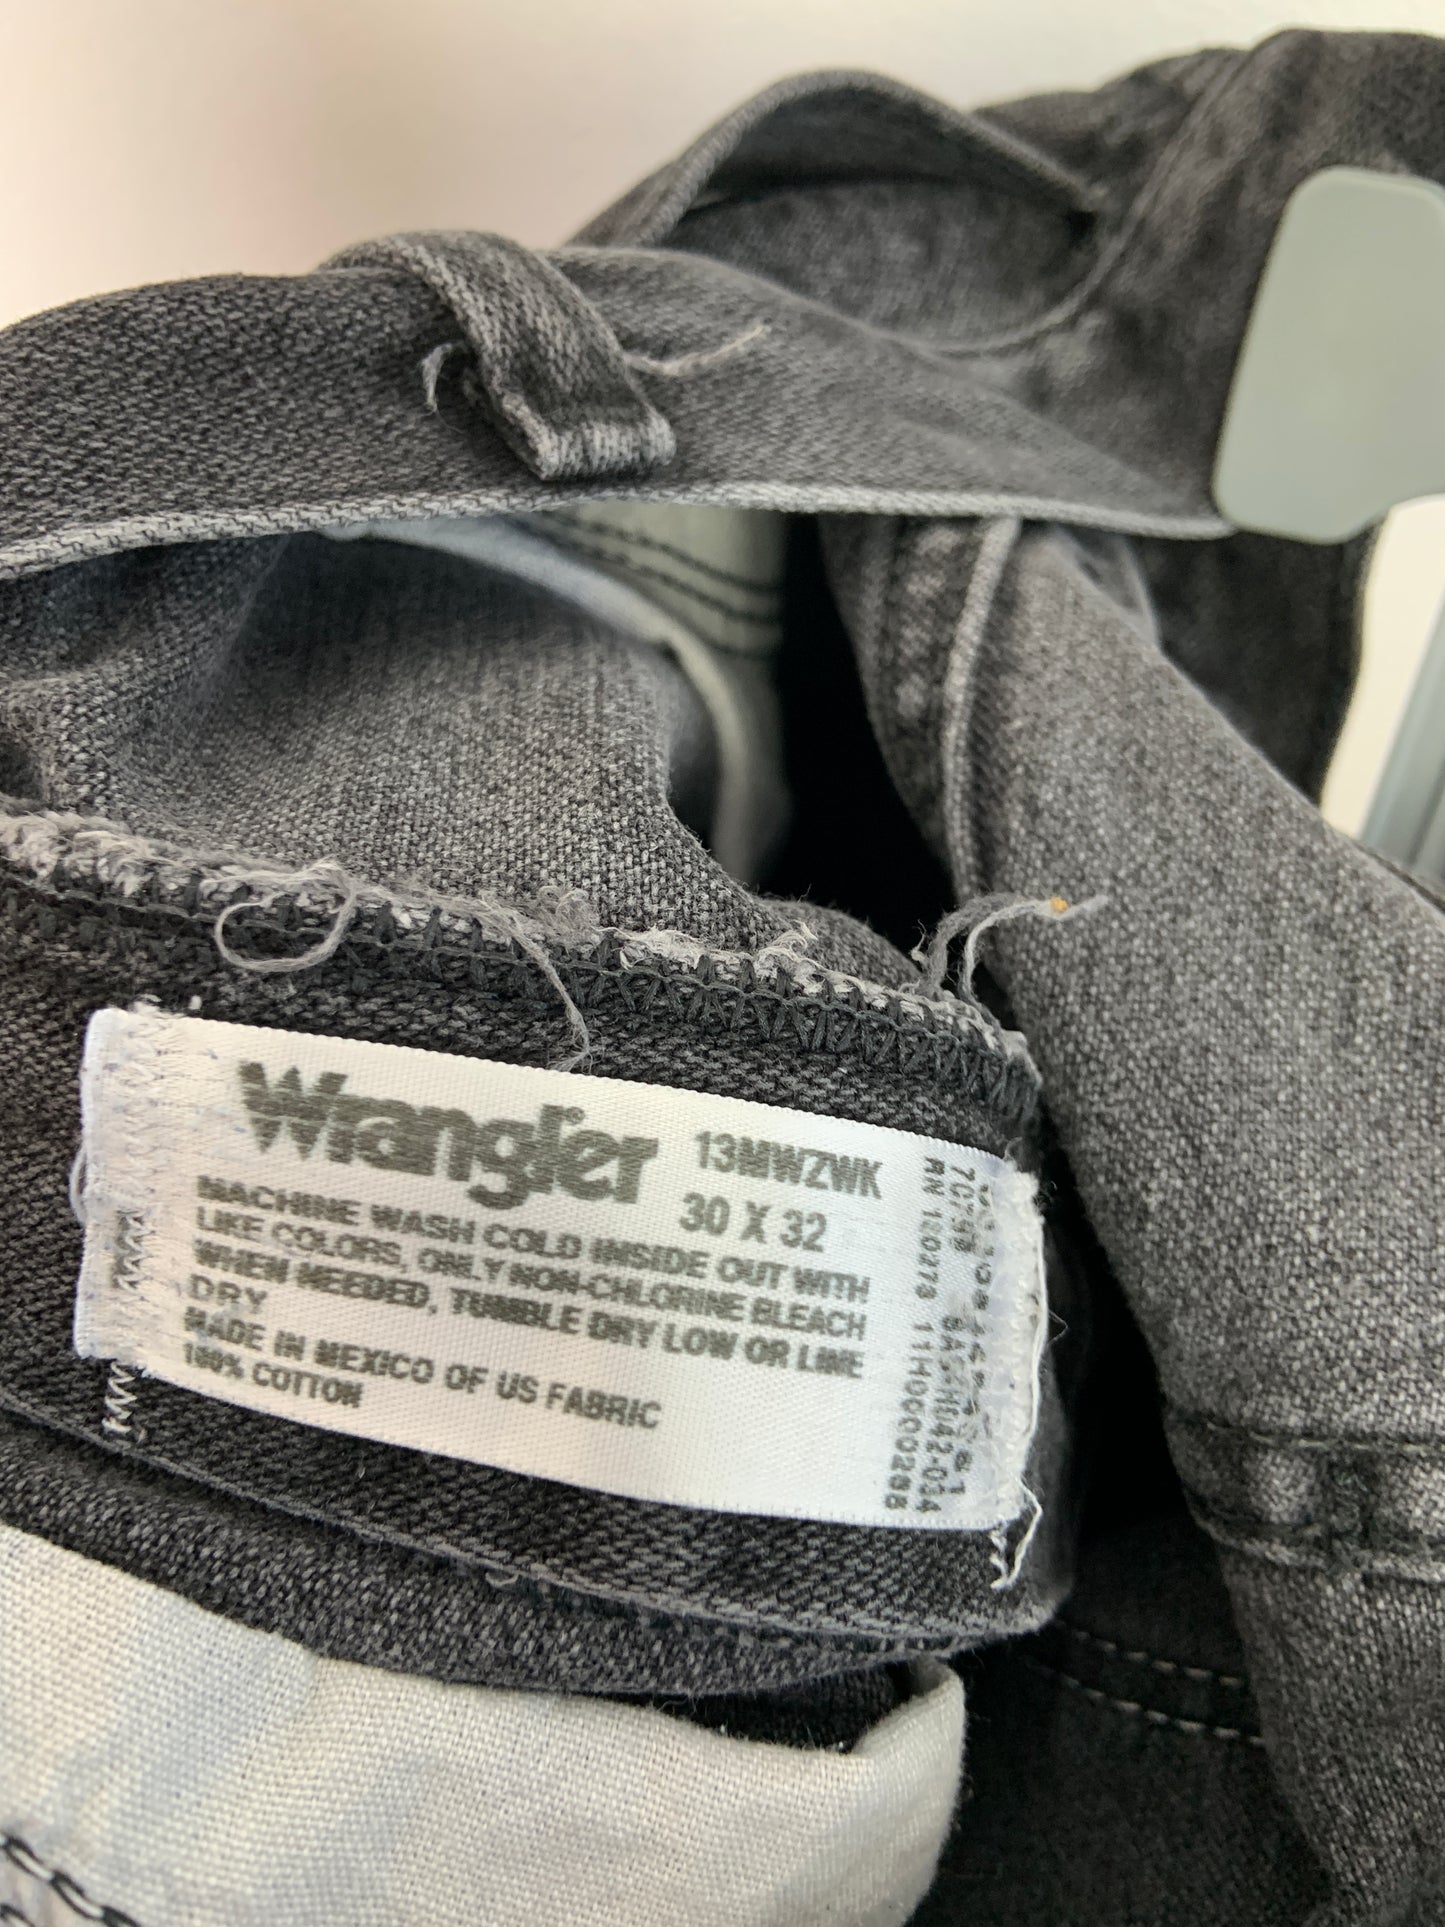 Wrangler®
13MWZWK
30 X 32
MACHINE WASH COLD INSIDE OUT WITH
LIKE COLORS, ONLY NON-CHLORINE BLEACH
WHEN NEEDED, TUMBLE DRY LOW OR LINE
DRY
MADE IN MEXICO OF US FABRIC
100% COTTON